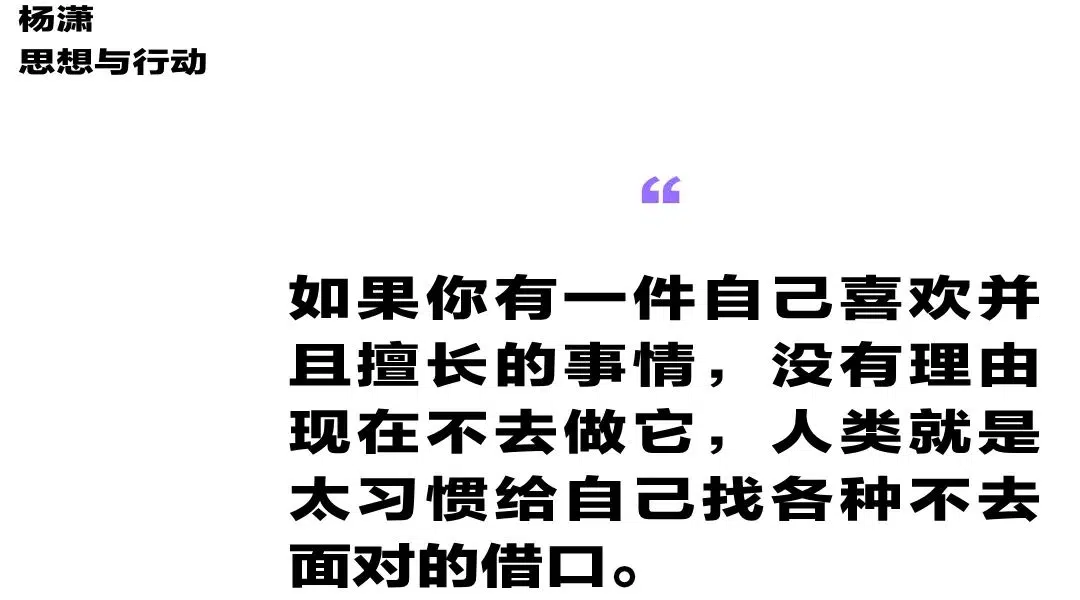 杨潇
思想与行动
“
如果你有一件自己喜欢并
且擅长的事情，没有理由
现在不去做它，人类就是
太习惯给自己找各种不去
面对的借口。